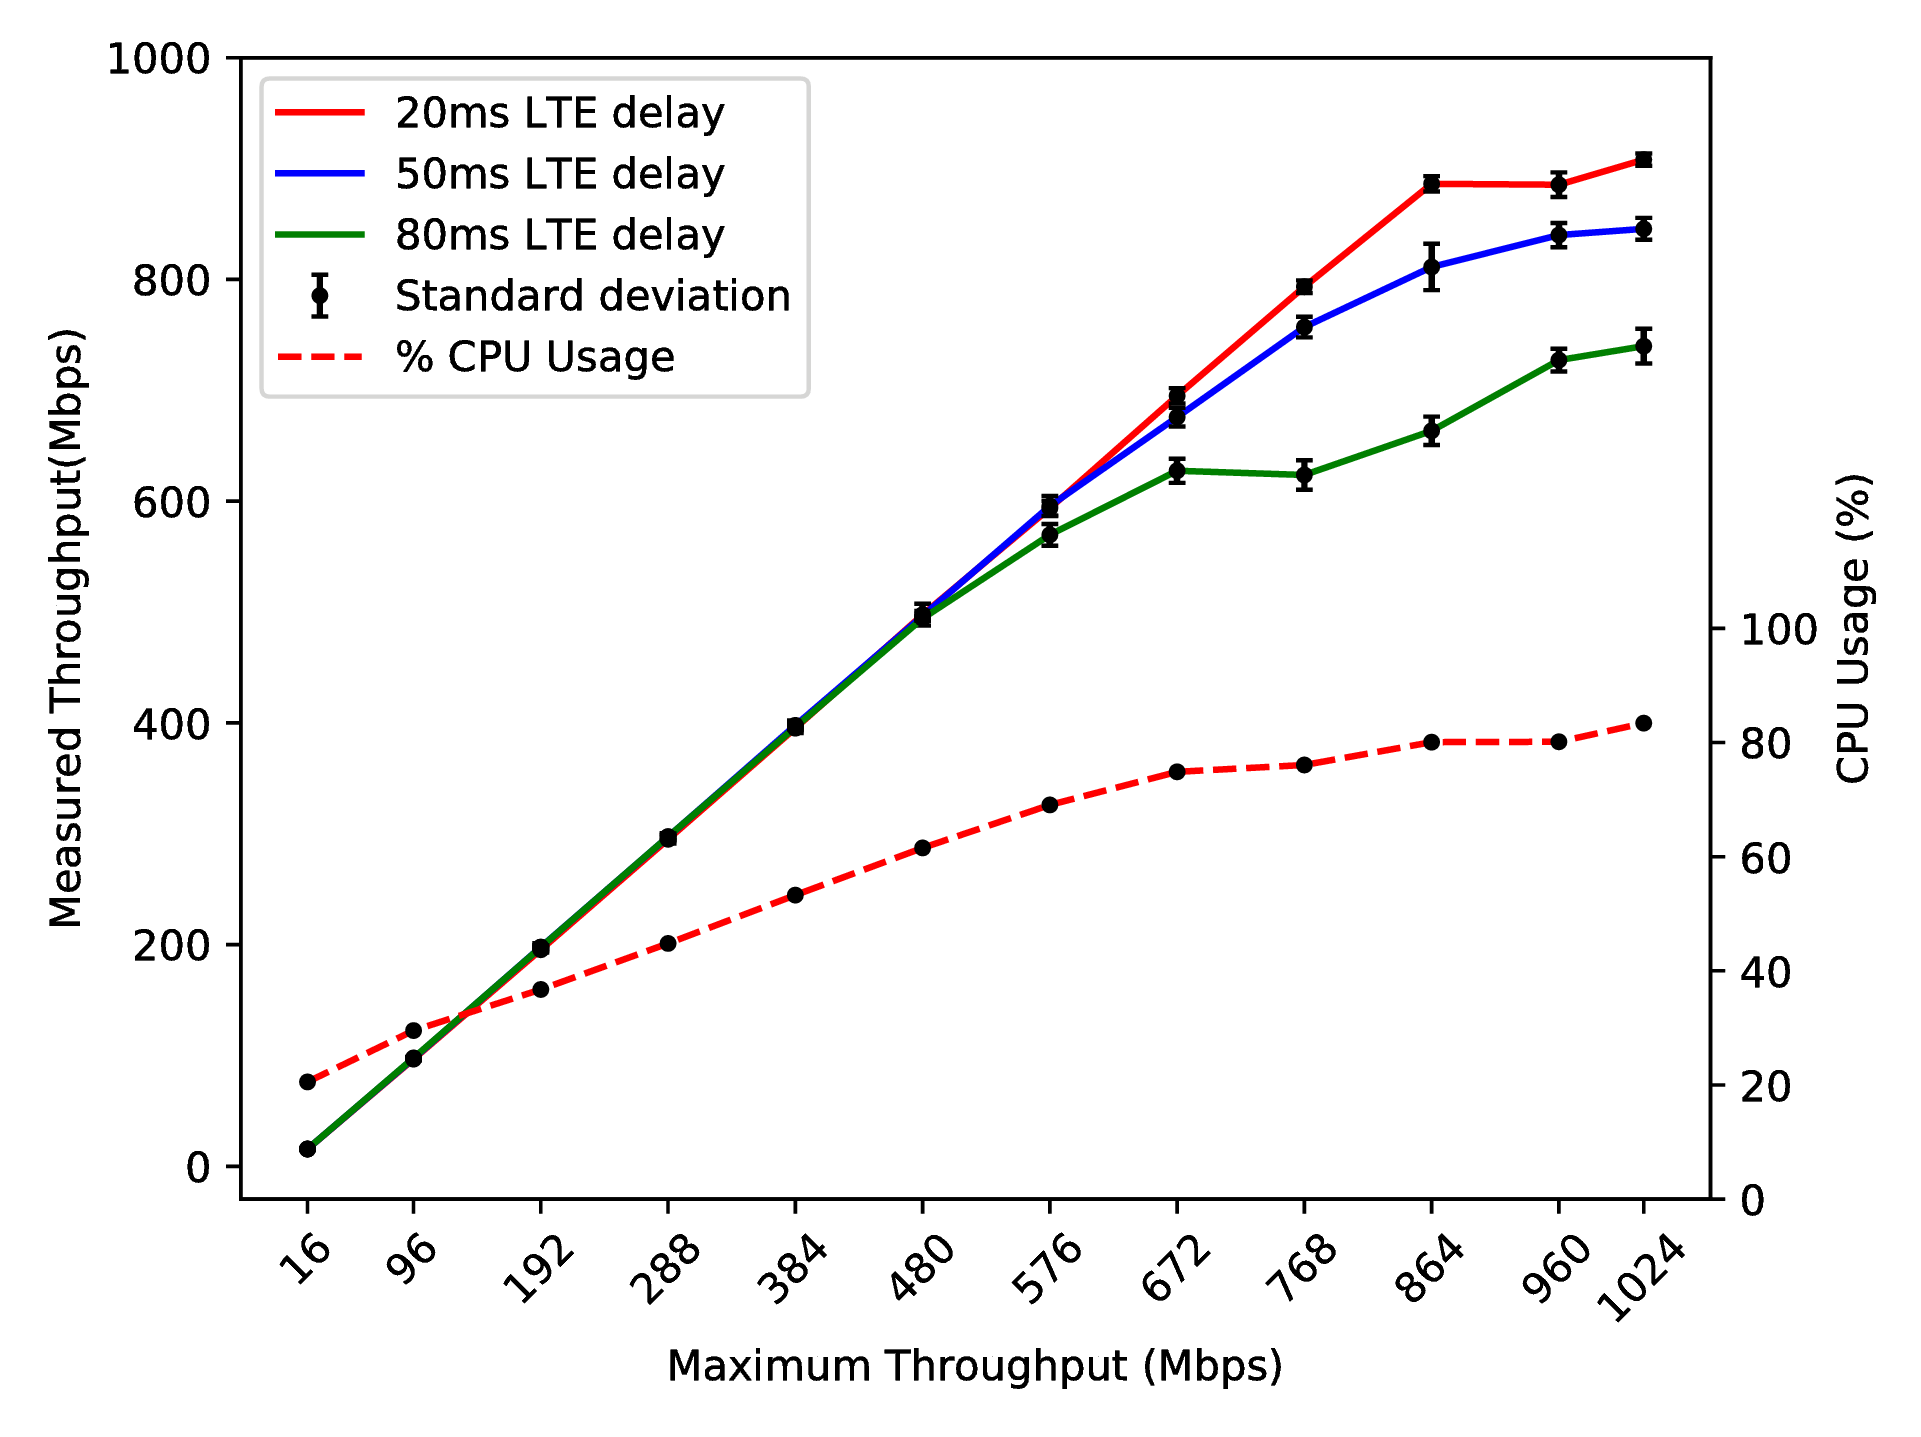 1000
800
600
400
200
0
Measured Throughput(Mbps)
20ms LTE delay
50ms LTE delay
80ms LTE delay
Standard deviation
% CPU Usage
100
80
60
40
20
0
CPU Usage (%)
16 96 192 288 384 480 576 672 768 864 960 1024
Maximum Throughput (Mbps)